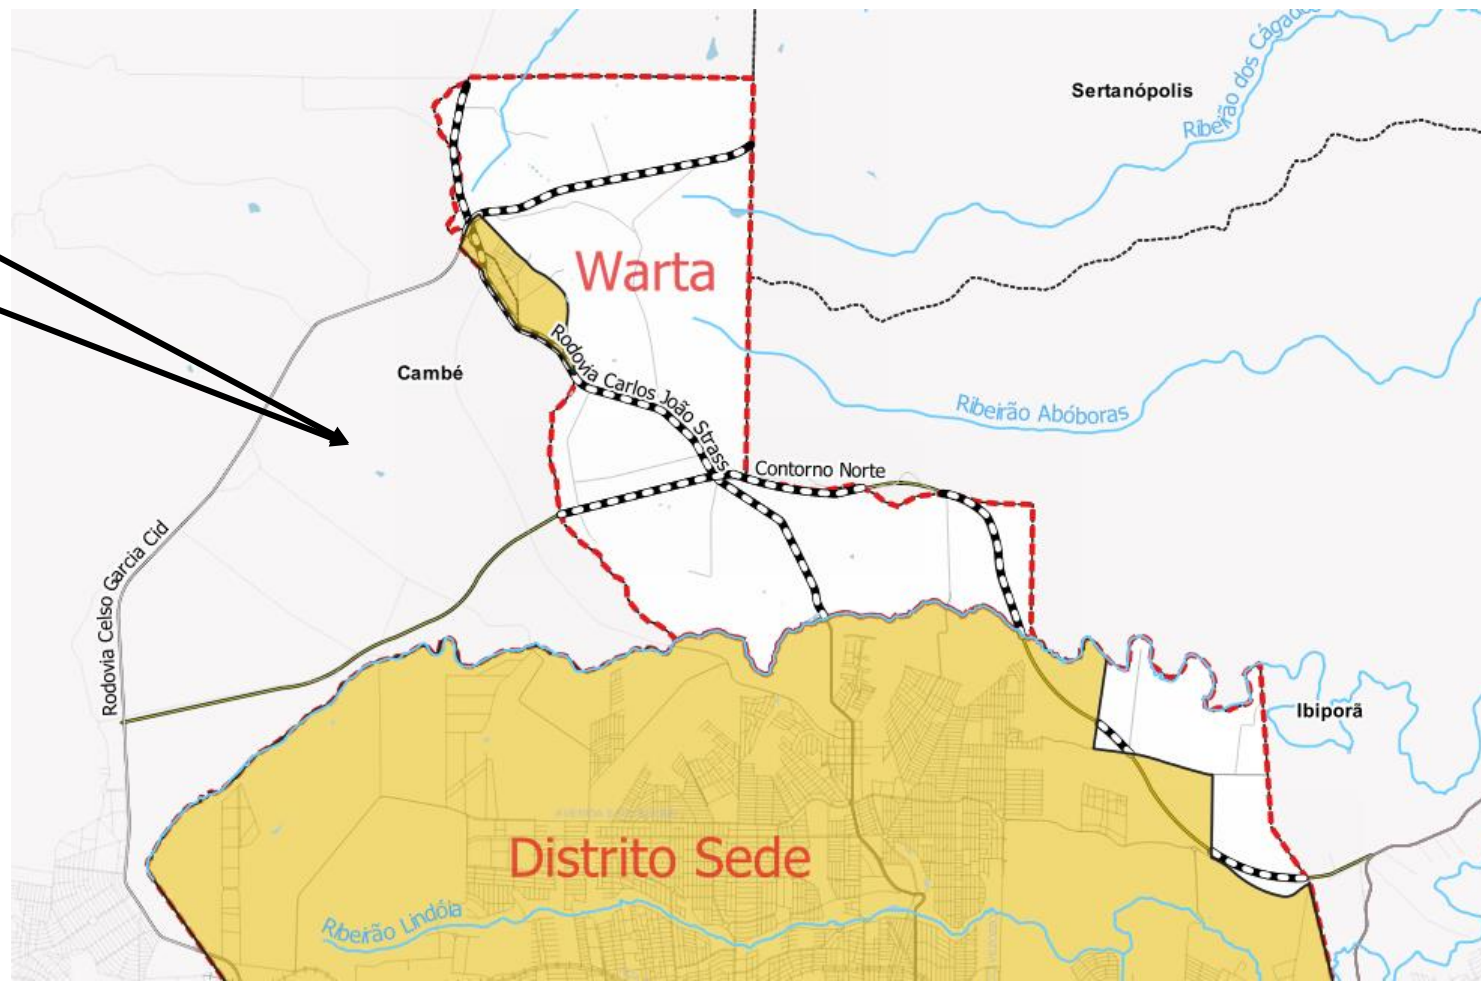 Ribeirão dos Cágados
Sertanópolis
Warta
Rodovia Carlos João Strass
Cambé
Ribeirão Abóboras
Contorno Norte
Rodovia Celso Garcia Cid
Ibiporã
Distrito Sede
Ribeirão Lindóia